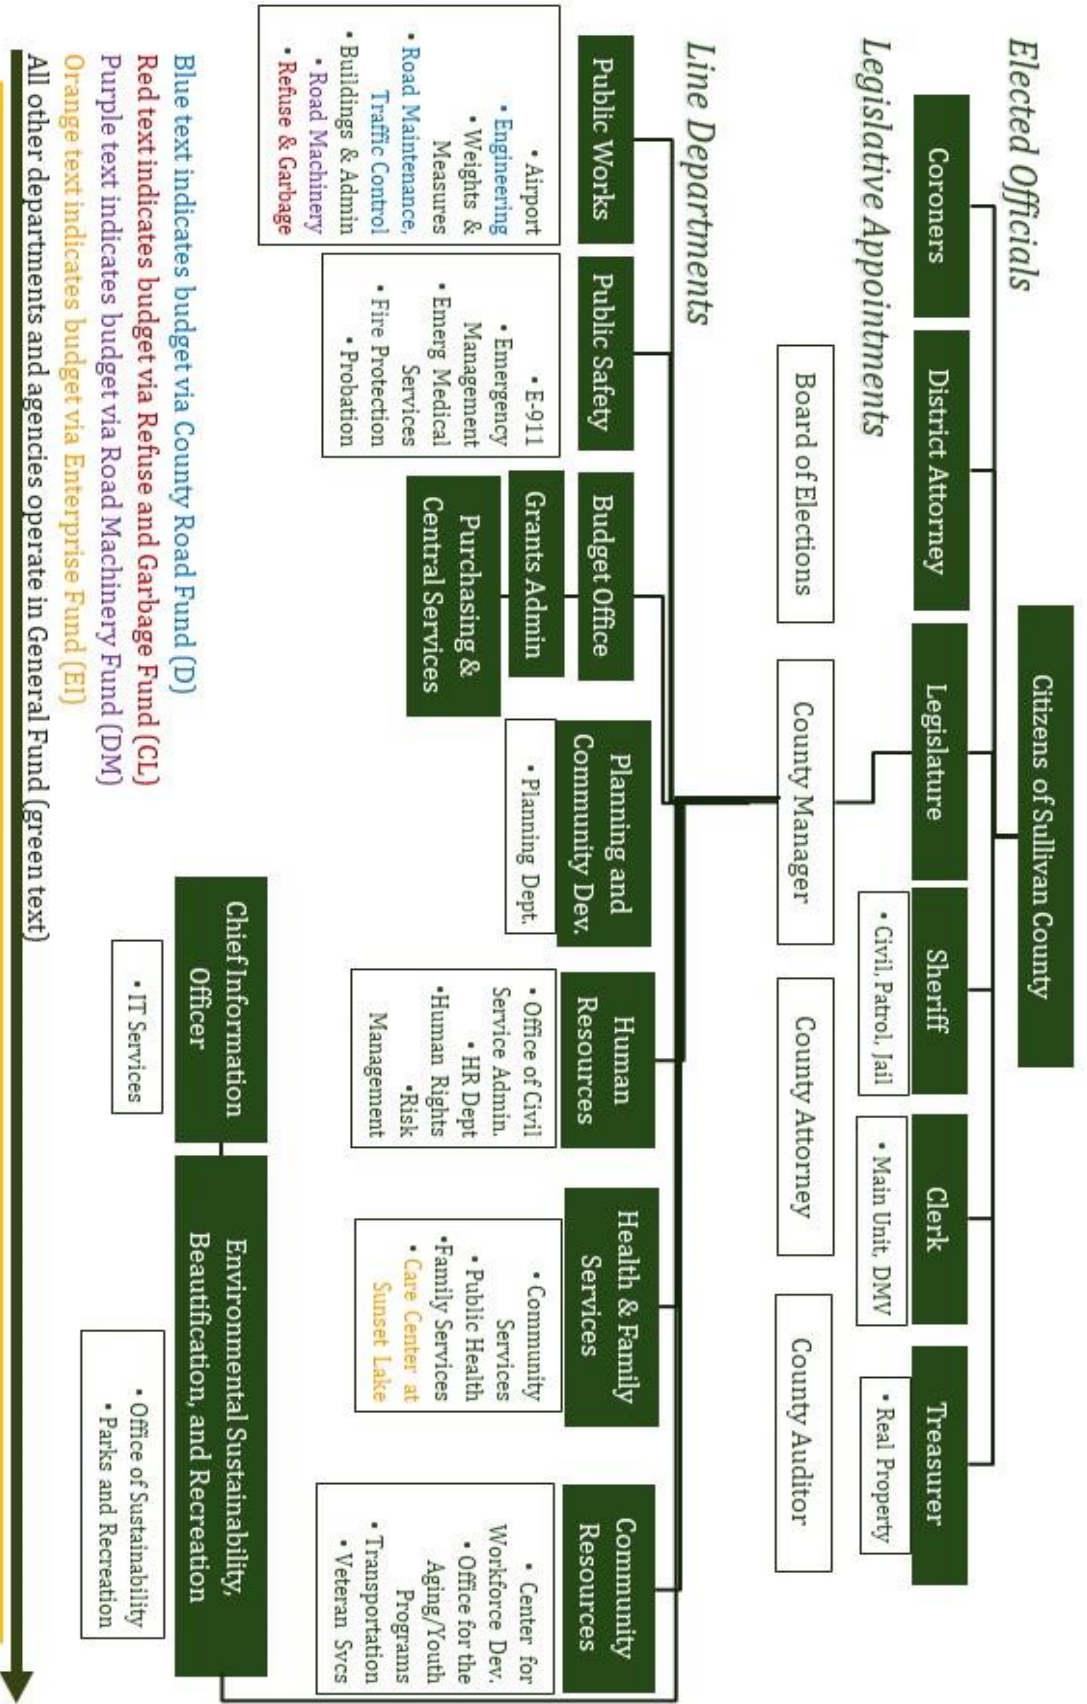 Citizens of Sullivan County
Elected Officials
Coroners
District Attorney
Legislature
Sheriff
• Civil, Patrol, Jail
Clerk
• Main Unit, DMV
Treasurer
• Real Property
Legislative Appointments
Board of Elections
County Manager
County Attorney
County Auditor
Line Departments
Public Works
• Airport
• Engineering
• Weights &
Measures
• Road Maintenance,
Traffic Control
• Buildings & Admin
• Road Machinery
• Refuse & Garbage
Public Safety
• E-911
• Emergency
Management
• Emerg Medical
Services
• Fire Protection
• Probation
Budget Office
Grants Admin
Purchasing &
Central Services
Planning and
Community Dev.
• Planning Dept.
Human
Resources
• Office of Civil
Service Admin.
• HR Dept
•Human Rights
•Risk
Management
Health & Family
Services
• Community
Services
• Public Health
•Family Services
• Care Center at
Sunset Lake
Community
Resources
• Center for
Workforce Dev.
• Office for the
Aging/Youth
Programs
• Transportation
• Veteran Svcs
Chief Information
Officer
• IT Services
Environmental Sustainability,
Beautification, and Recreation
• Office of Sustainability
• Parks and Recreation
Blue text indicates budget via County Road Fund (D)
Red text indicates budget via Refuse and Garbage Fund (CL)
Purple text indicates budget via Road Machinery Fund (DM)
Orange text indicates budget via Enterprise Fund (EI)
All other departments and agencies operate in General Fund (green text)